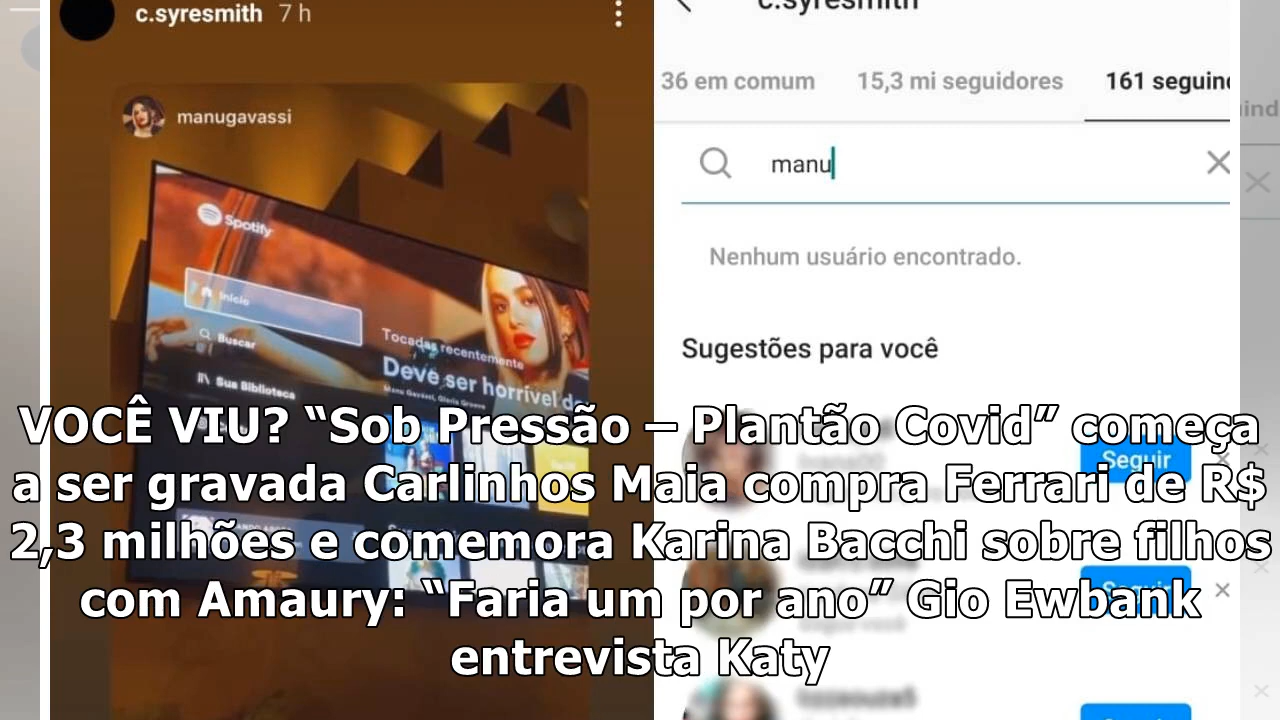 c.syresmith 7 h
manugavassi
Spotify
Início
Buscar
Sua Biblioteca
Tocadas recentemente
Deve ser horrível
c.syresmith
36 em comum 15,3 mi seguidores 161 seguin
manu
Nenhum usuário encontrado.
Sugestões para você
Seguir
Seguir
VOCÊ VIU? “Sob Pressão – Plantão Covid” começa
a ser gravada Carlinhos Maia compra Ferrari de R$
2,3 milhões e comemora Karina Bacchi sobre filhos
com Amaury: “Faria um por ano” Gio Ewbank
entrevista Katy